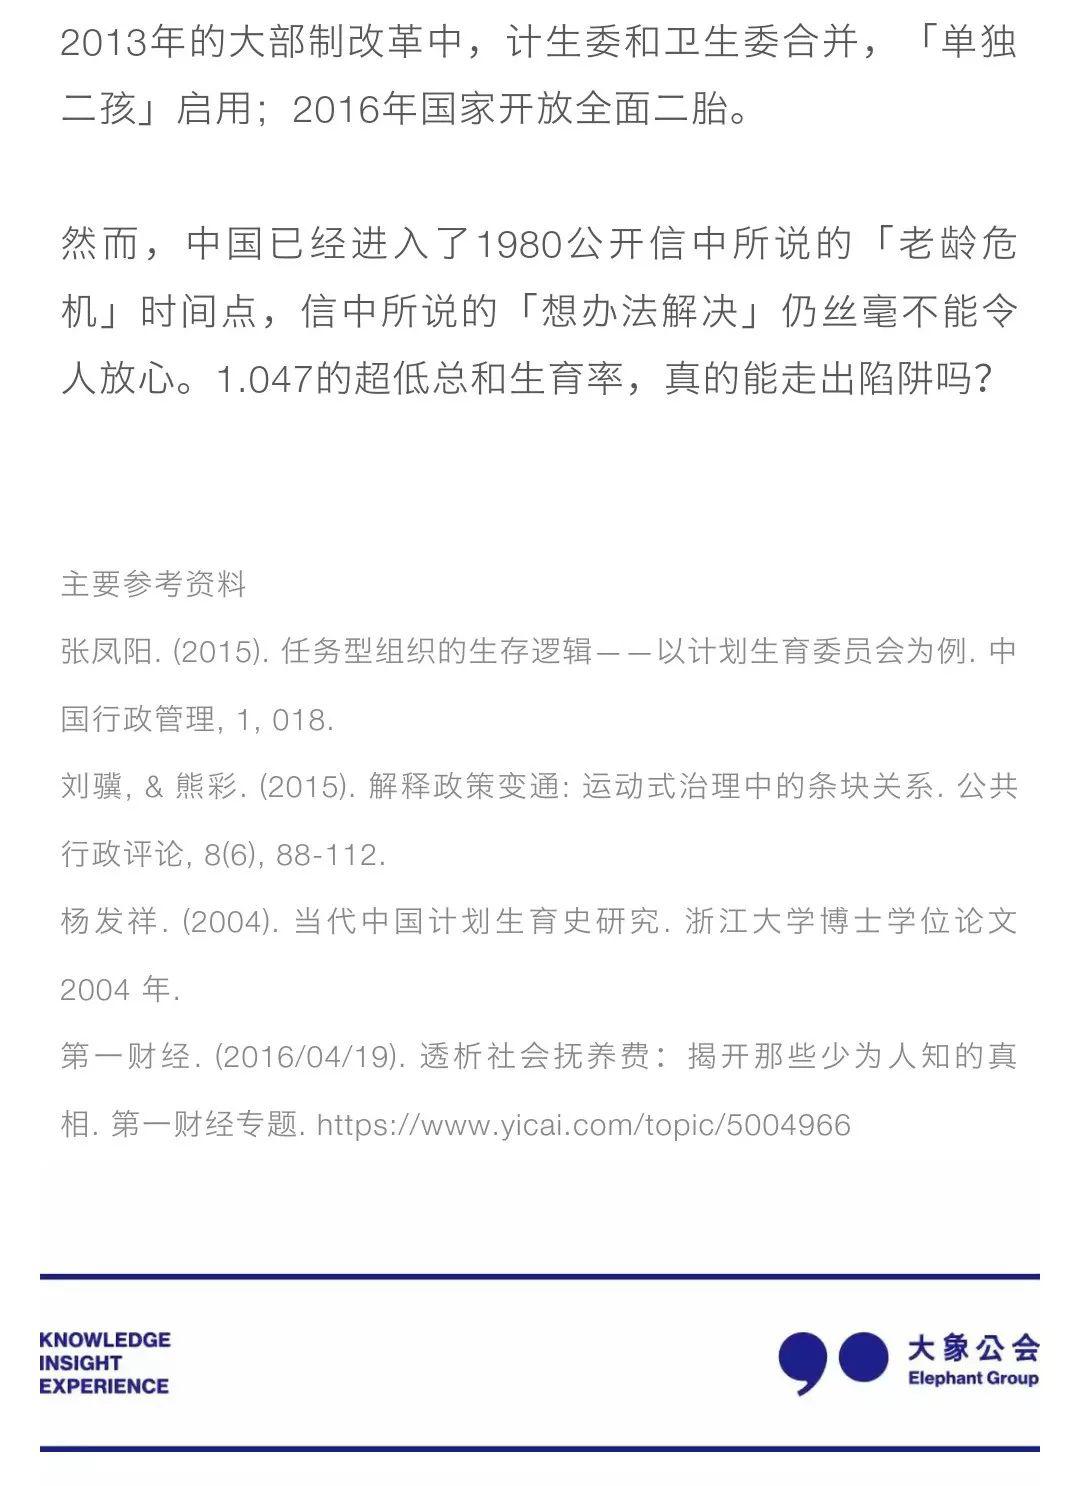 2013年的大部制改革中，计生委和卫生委合并，「单独
二孩」启用；2016年国家开放全面二胎。
然而，中国已经进入了1980公开信中所说的「老龄危
机」时间点，信中所说的「想办法解决」仍丝毫不能令
人放心。1.047的超低总和生育率，真的能走出陷阱吗？
主要参考资料
张凤阳. (2015). 任务型组织的生存逻辑——以计划生育委员会为例. 中
国行政管理, 1, 018.
刘骥, & 熊彩. (2015). 解释政策变通: 运动式治理中的条块关系. 公共
行政评论, 8(6), 88-112.
杨发祥. (2004). 当代中国计划生育史研究. 浙江大学博士学位论文
2004 年.
第一财经. (2016/04/19). 透析社会抚养费：揭开那些少为人知的真
相. 第一财经专题. https://www.yicai.com/topic/5004966
KNOWLEDGE
INSIGHT
EXPERIENCE
大象公会
Elephant Group